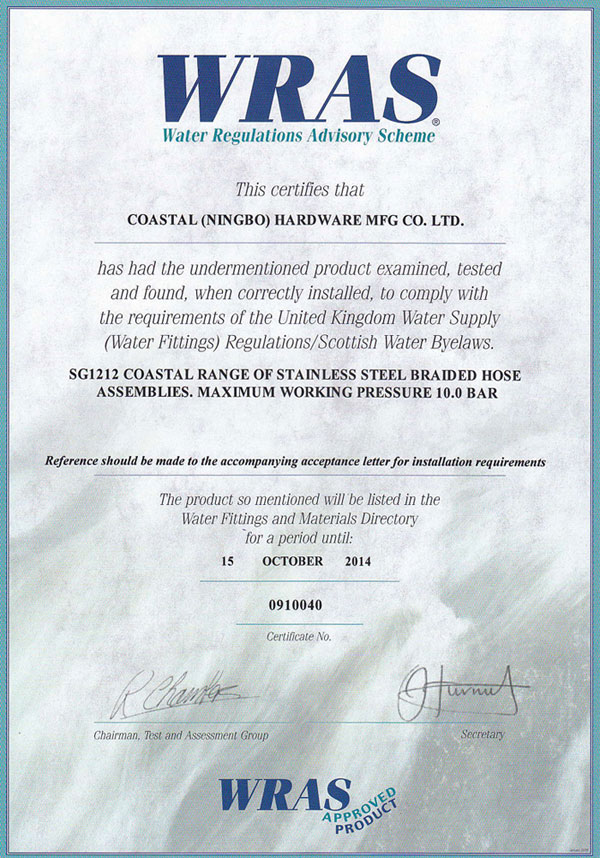 WRAS®
Water Regulations Advisory Scheme
This certifies that
COASTAL (NINGBO) HARDWARE MFG CO. LTD.
has had the undermentioned product examined, tested
and found, when correctly installed, to comply with
the requirements of the United Kingdom Water Supply
(Water Fittings) Regulations/Scottish Water Byelaws.
SG1212 COASTAL RANGE OF STAINLESS STEEL BRAIDED HOSE
ASSEMBLIES. MAXIMUM WORKING PRESSURE 10.0 BAR
Reference should be made to the accompanying acceptance letter for installation requirements
The product so mentioned will be listed in the
Water Fittings and Materials Directory
for a period until:
15 OCTOBER 2014
0910040
Certificate No.
Chairman, Test and Assessment Group
Secretary
WRAS
APPROVED
PRODUCT